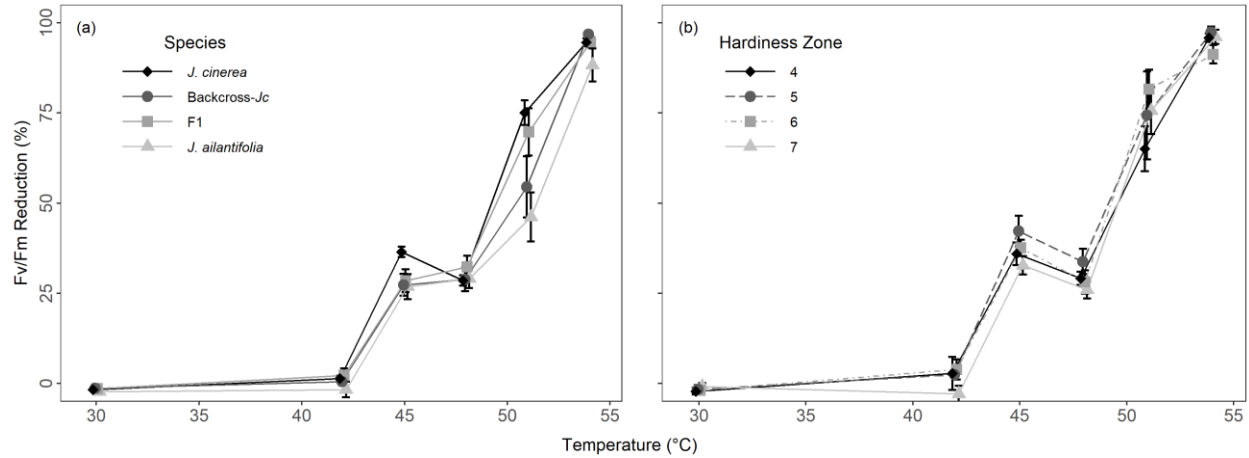 (a)
Species
J. cinerea
Backcross-Jc
F1
J. ailantifolia
(b)
Hardiness Zone
4
5
6
7
Fv/Fm Reduction (%)
100
75
50
25
0
30 35 40 45 50 55
30 35 40 45 50 55
Temperature (°C)